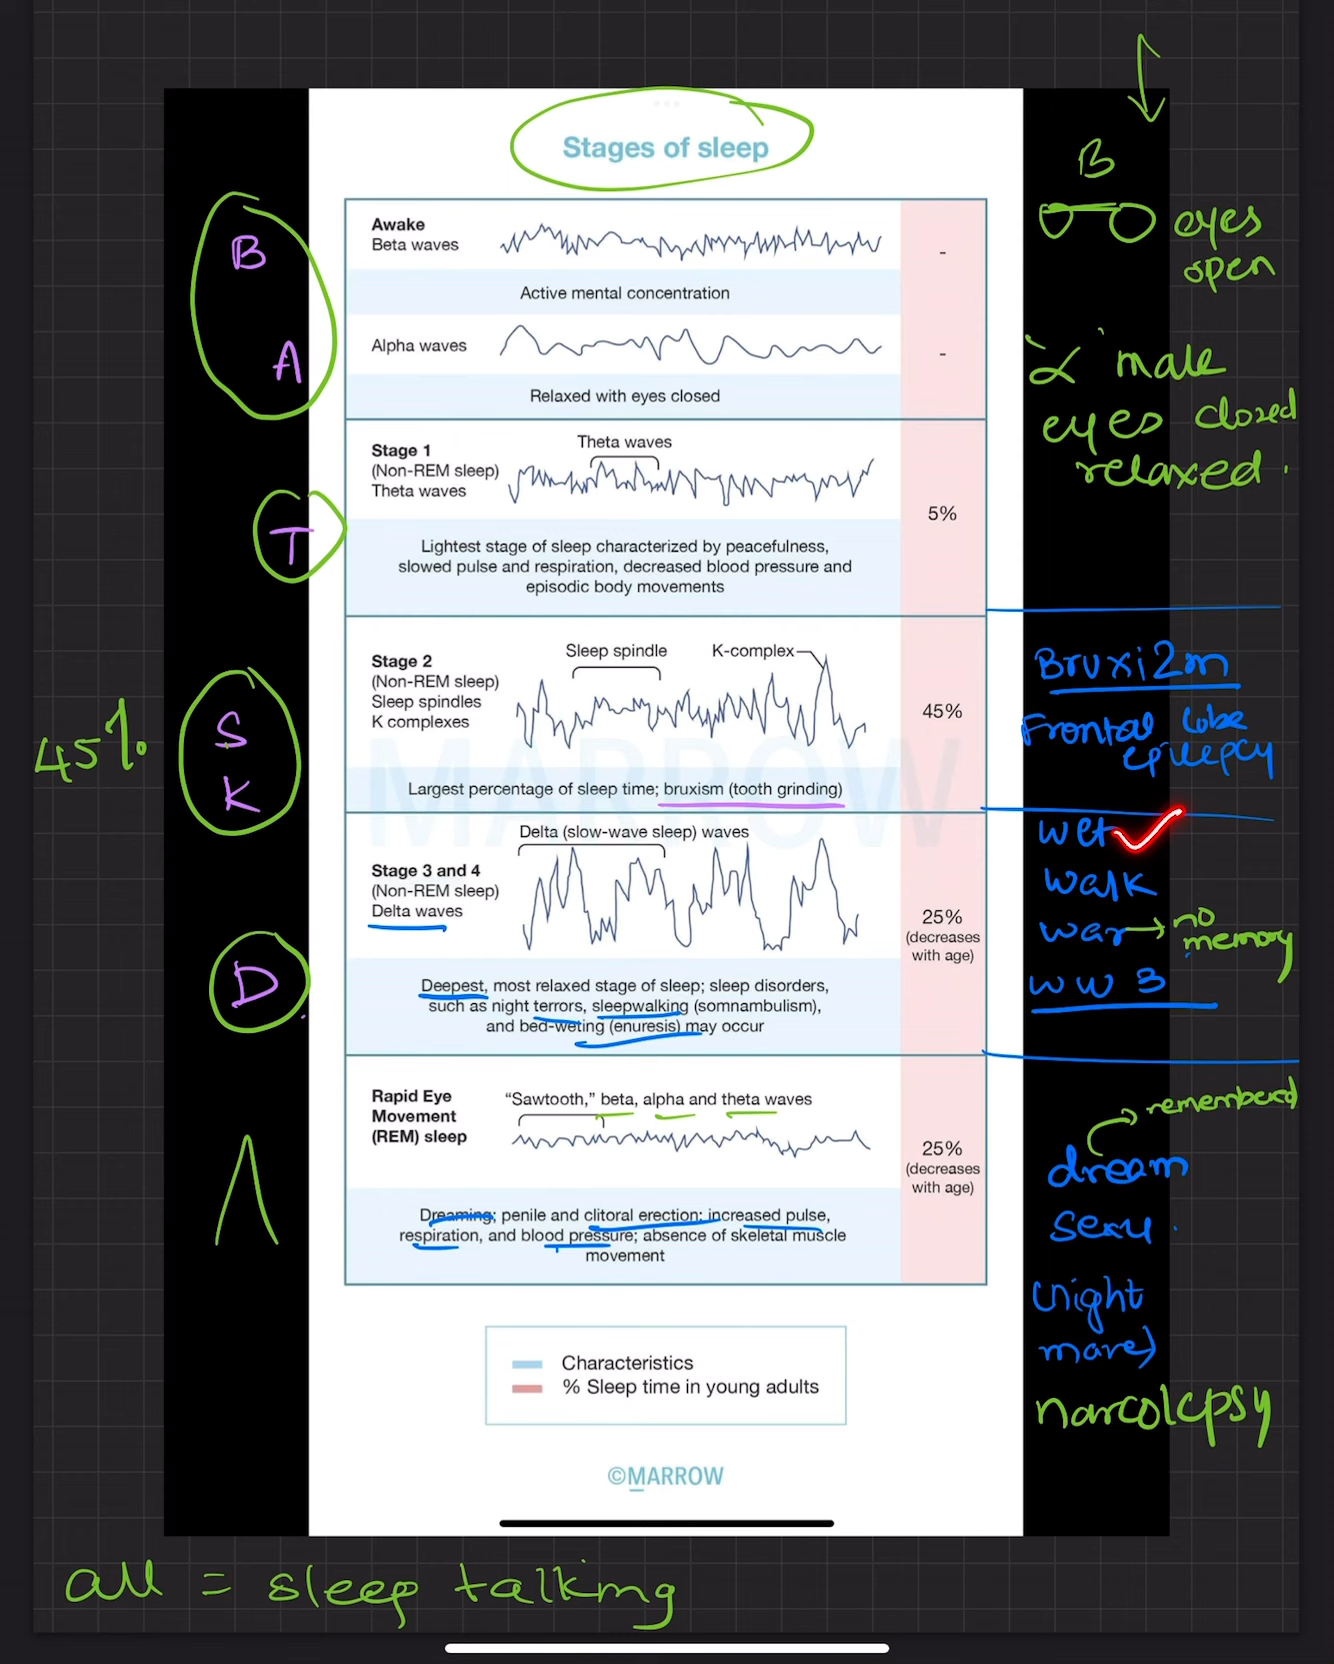 Stages of sleep
Awake
Beta waves
-
Active mental concentration
Alpha waves
-
Relaxed with eyes closed
Stage 1
(Non-REM sleep)
Theta waves
Theta waves
5%
Lightest stage of sleep characterized by peacefulness,
slowed pulse and respiration, decreased blood pressure and
episodic body movements
Stage 2
(Non-REM sleep)
Sleep spindles
K complexes
Sleep spindle
K-complex
45%
Largest percentage of sleep time; bruxism (tooth grinding)
MARROW
Delta (slow-wave sleep) waves
Stage 3 and 4
(Non-REM sleep)
Delta waves
25%
(decreases
with age)
Deepest, most relaxed stage of sleep; sleep disorders,
such as night terrors, sleepwalking (somnambulism),
and bed-weting (enuresis) may occur
Rapid Eye
Movement
(REM) sleep
"Sawtooth," beta, alpha and theta waves
25%
(decreases
with age)
Dreaming; penile and clitoral erection; increased pulse,
respiration, and blood pressure; absence of skeletal muscle
movement
Characteristics
% Sleep time in young adults
©MARROW
B
A
T
45%
S
K
D
B
eyes
open
'α' male
eyes closed
relaxed.
Bruxi2m
Frontal lobe
epilepsy
wet
walk
war → no
memory
WW 3
remembered
dream
sexy
(night
mare)
narcolepsy
all = sleep talking